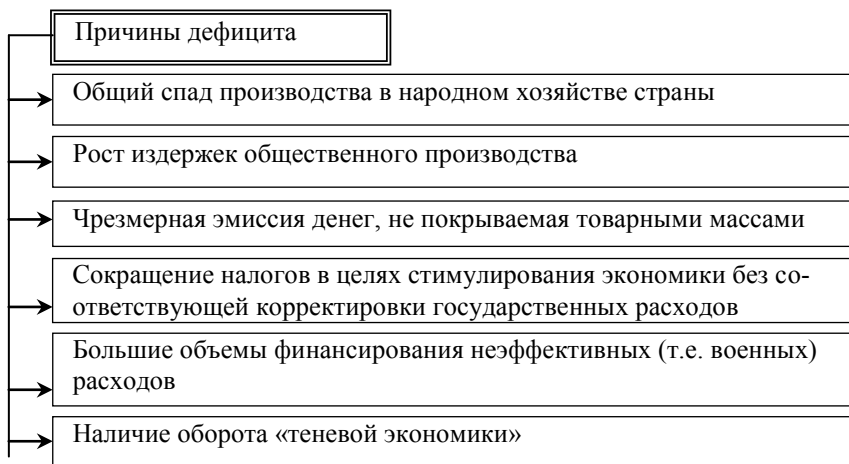 Причины дефицита
Общий спад производства в народном хозяйстве страны
Рост издержек общественного производства
Чрезмерная эмиссия денег, не покрываемая товарными массами
Сокращение налогов в целях стимулирования экономики без со-
ответствующей корректировки государственных расходов
Большие объемы финансирования неэффективных (т.е. военных)
расходов
Наличие оборота «теневой экономики»